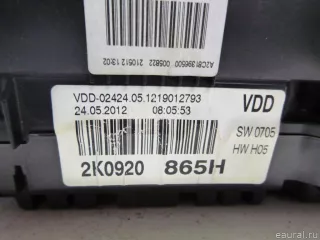 A2C81396500 005822 210512 13:02
VDD-02424.05.1219012793
24.05.2012 08:05:53
VDD
SW 0705
HW H05
2K0920 865H
© eaural.ru